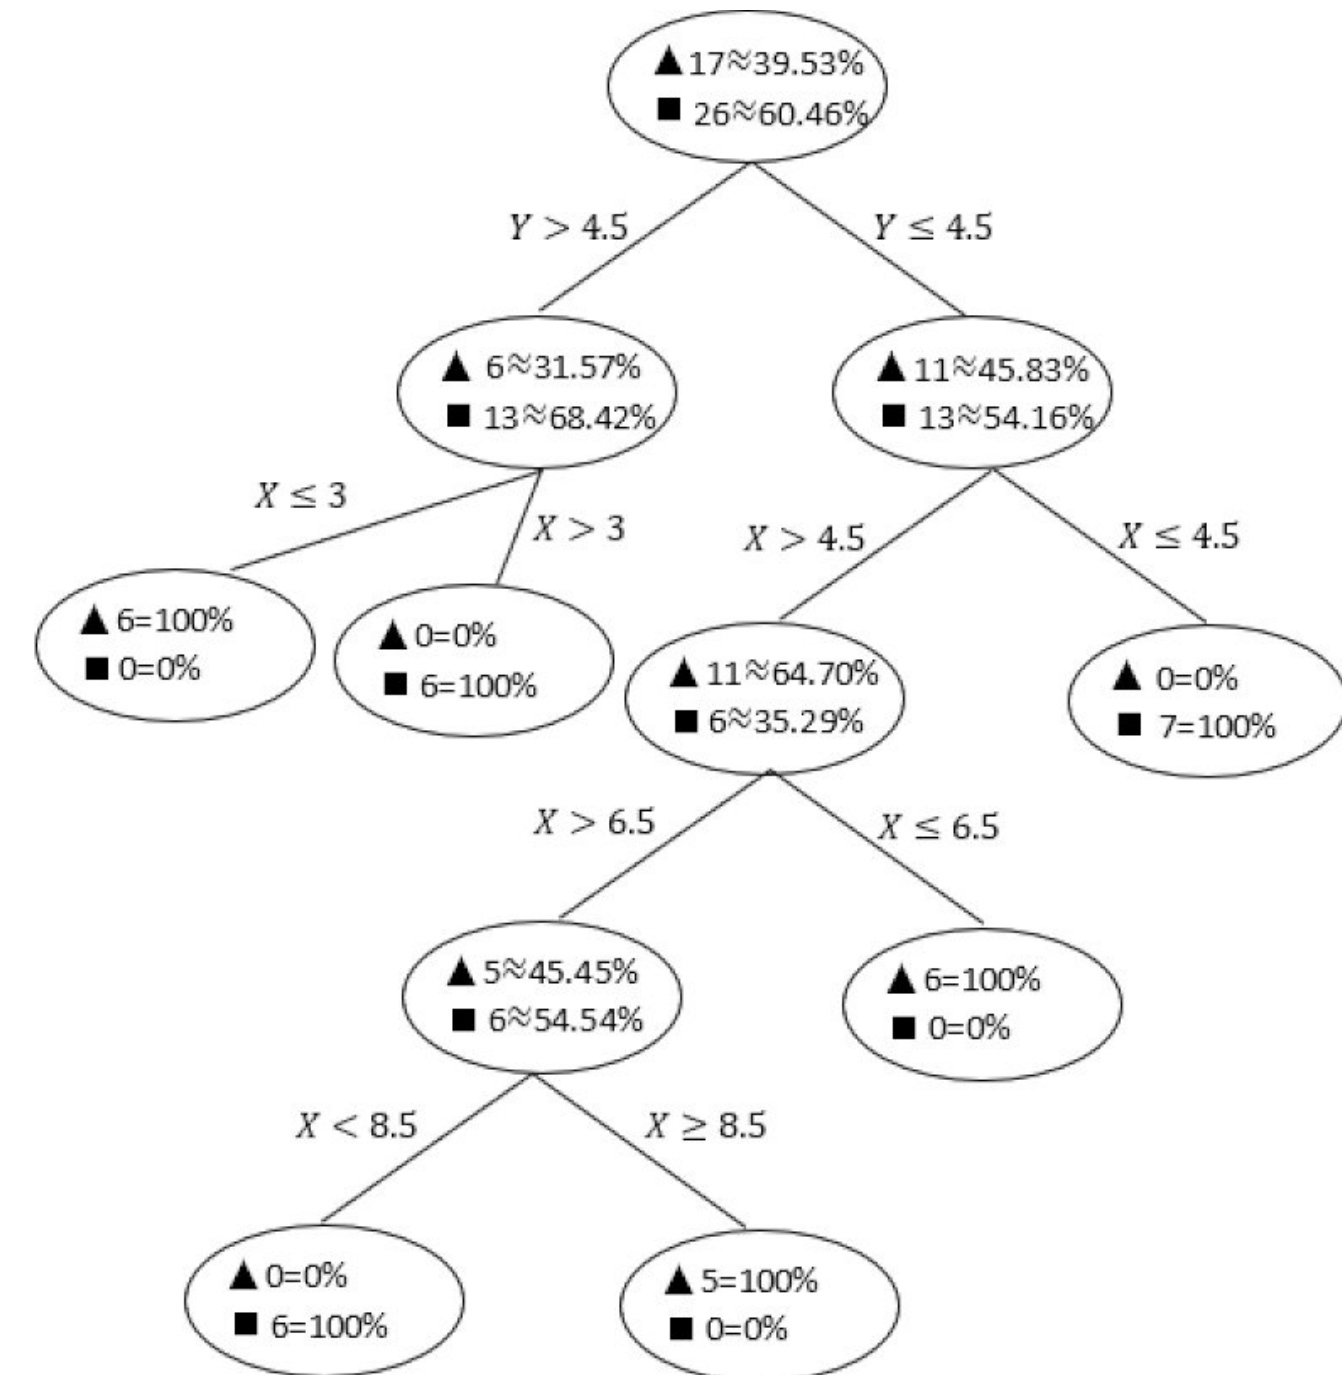 ▲ 17≈39.53%
■ 26≈60.46%
Y > 4.5
Y ≤ 4.5
▲ 6≈31.57%
■ 13≈68.42%
▲ 11≈45.83%
■ 13≈54.16%
X ≤ 3
X > 3
X > 4.5
X ≤ 4.5
▲ 6=100%
■ 0=0%
▲ 0=0%
■ 6=100%
▲ 11≈64.70%
■ 6≈35.29%
▲ 0=0%
■ 7=100%
X > 6.5
X ≤ 6.5
▲ 5≈45.45%
■ 6≈54.54%
▲ 6=100%
■ 0=0%
X < 8.5
X ≥ 8.5
▲ 0=0%
■ 6=100%
▲ 5=100%
■ 0=0%